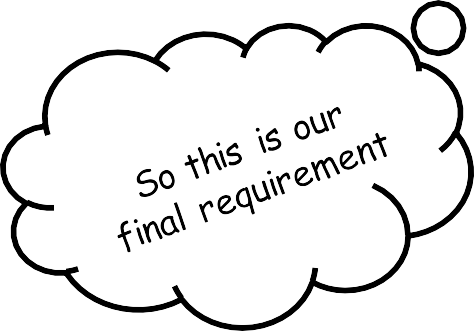 So this is our
final requirement